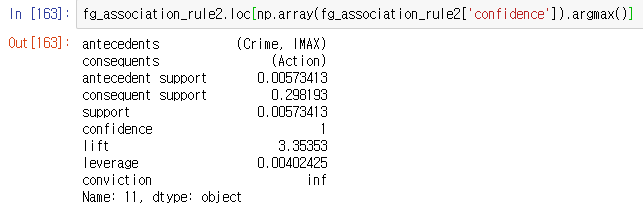 In [163]: fg_association_rule2.loc[np.array(fg_association_rule2['confidence']).argmax()]
Out[163]: antecedents (Crime, IMAX)
consequents (Action)
antecedent support 0.00573413
consequent support 0.298193
support 0.00573413
confidence 1
lift 3.35353
leverage 0.00402425
conviction inf
Name: 11, dtype: object